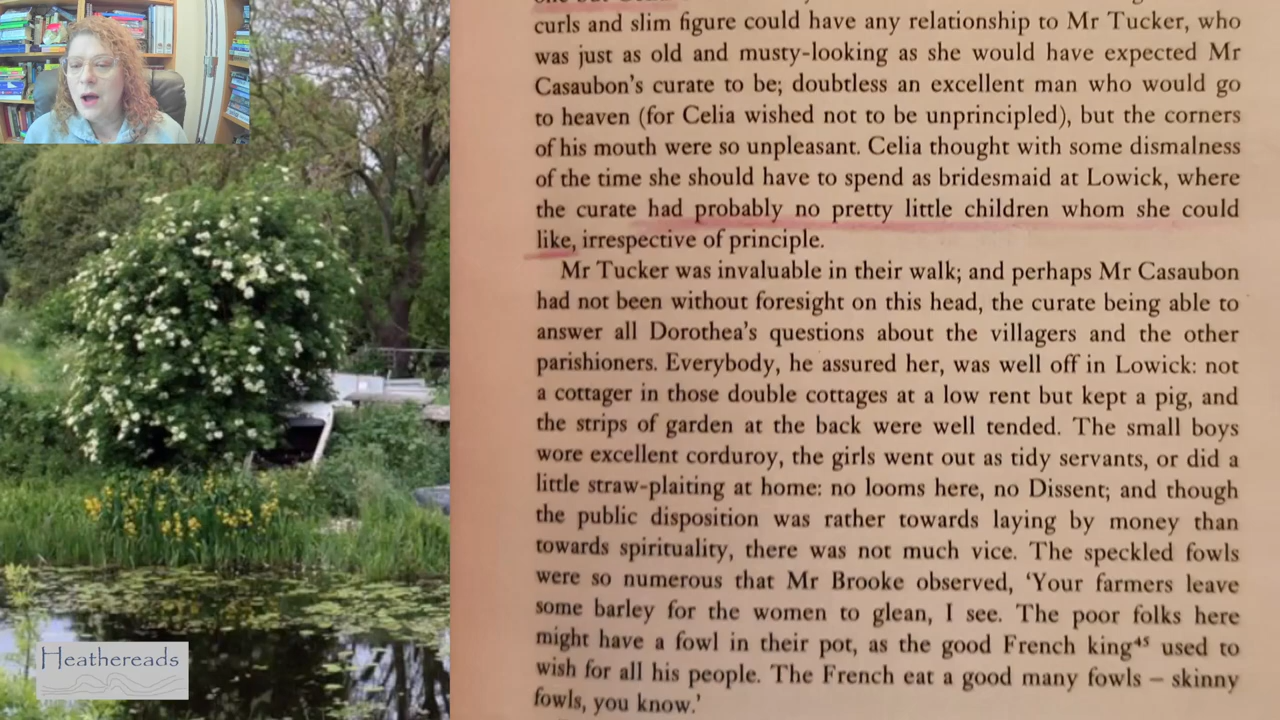 curls and slim figure could have any relationship to Mr Tucker, who
was just as old and musty-looking as she would have expected Mr
Casaubon's curate to be; doubtless an excellent man who would go
to heaven (for Celia wished not to be unprincipled), but the corners
of his mouth were so unpleasant. Celia thought with some dismalness
of the time she should have to spend as bridesmaid at Lowick, where
the curate had probably no pretty little children whom she could
like, irrespective of principle.
Mr Tucker was invaluable in their walk; and perhaps Mr Casaubon
had not been without foresight on this head, the curate being able to
answer all Dorothea's questions about the villagers and the other
parishioners. Everybody, he assured her, was well off in Lowick: not
a cottager in those double cottages at a low rent but kept a pig, and
the strips of garden at the back were well tended. The small boys
wore excellent corduroy, the girls went out as tidy servants, or did a
little straw-plaiting at home: no looms here, no Dissent; and though
the public disposition was rather towards laying by money than
towards spirituality, there was not much vice. The speckled fowls
were so numerous that Mr Brooke observed, ‘Your farmers leave
some barley for the women to glean, I see. The poor folks here
might have a fowl in their pot, as the good French king⁴⁵ used to
wish for all his people. The French eat a good many fowls – skinny
fowls, you know.’
Heathereads